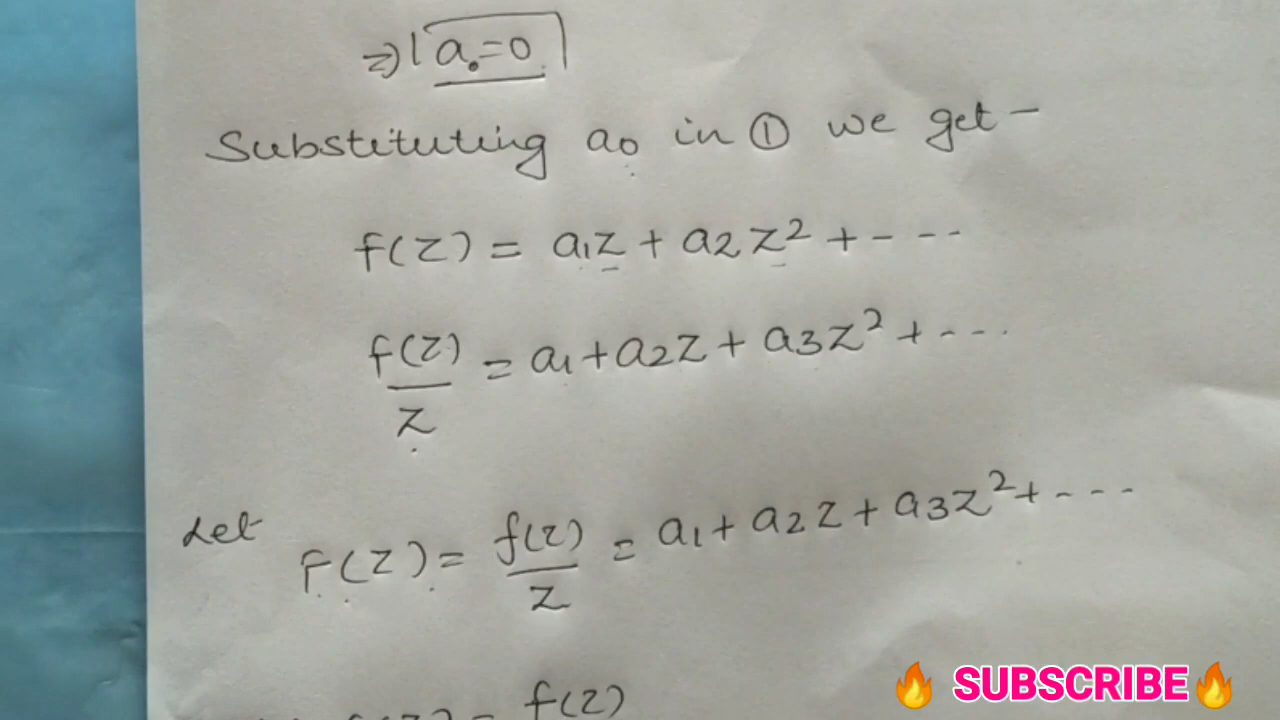 ⇒ a₀=0
Substituting a₀ in ① we get-
f(z) = a₁z + a₂z² + ----
f(z)/z = a₁+a₂z + a₃z² + ---
Let F(z) = f(z)/z = a₁+ a₂z + a₃z² + ----
f(z)
🔥 SUBSCRIBE🔥